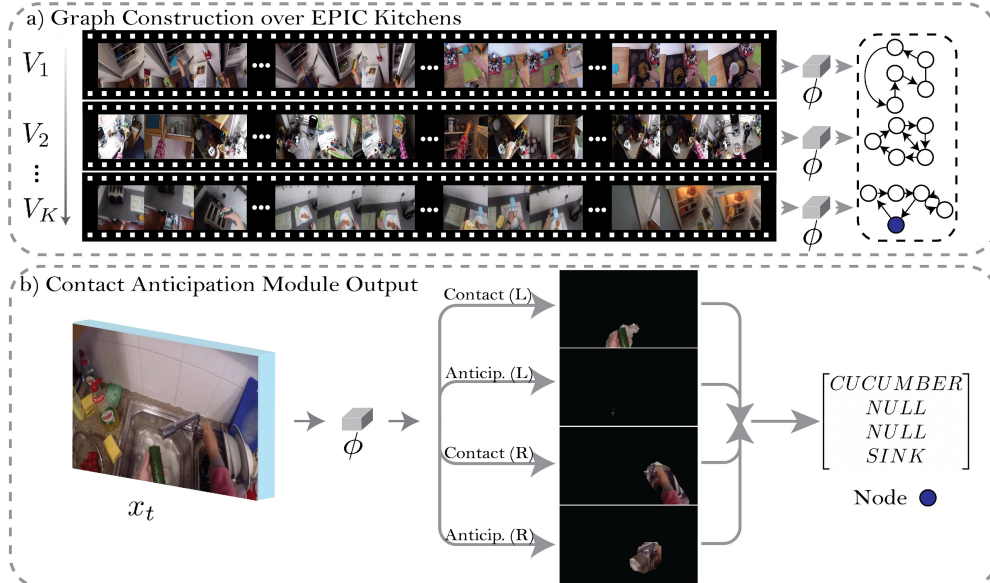 a) Graph Construction over EPIC Kitchens
V1
V2
VK
ϕ
ϕ
ϕ
b) Contact Anticipation Module Output
xt
ϕ
Contact (L)
Anticip. (L)
Contact (R)
Anticip. (R)
CUCUMBER
NULL
NULL
SINK
Node